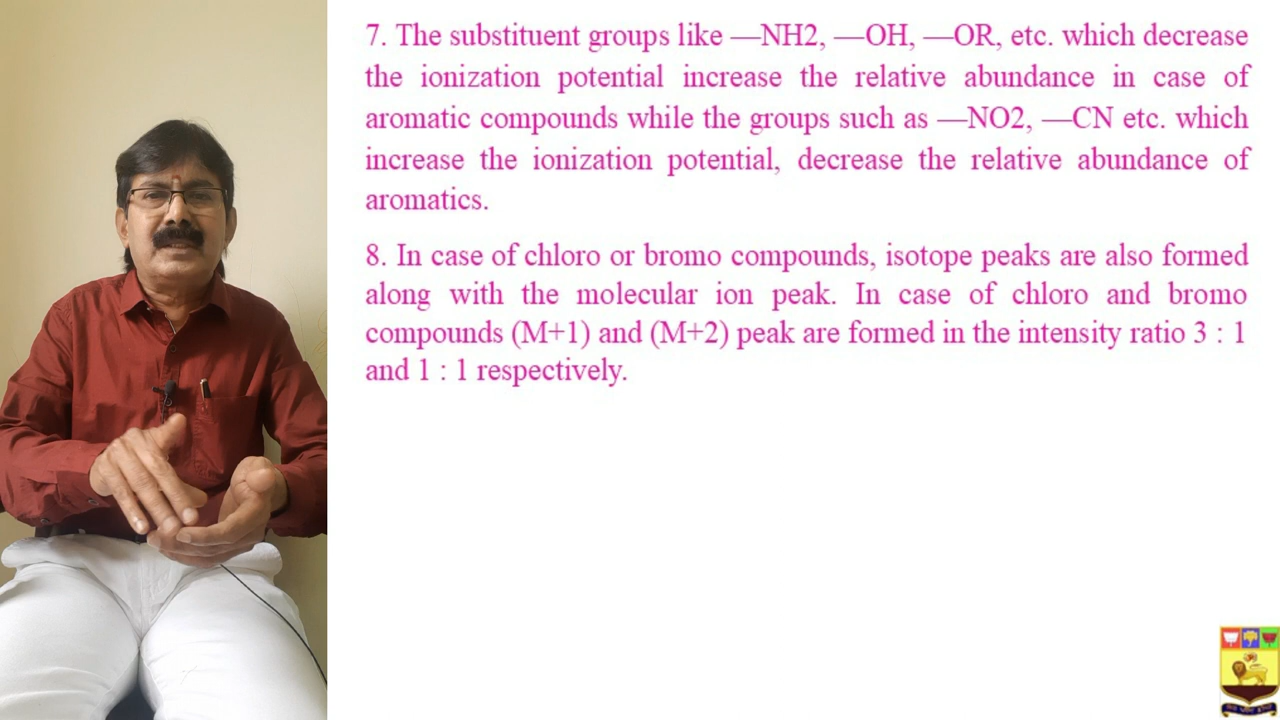 7. The substituent groups like —NH2, —OH, —OR, etc. which decrease
the ionization potential increase the relative abundance in case of
aromatic compounds while the groups such as —NO2, —CN etc. which
increase the ionization potential, decrease the relative abundance of
aromatics.
8. In case of chloro or bromo compounds, isotope peaks are also formed
along with the molecular ion peak. In case of chloro and bromo
compounds (M+1) and (M+2) peak are formed in the intensity ratio 3 : 1
and 1 : 1 respectively.